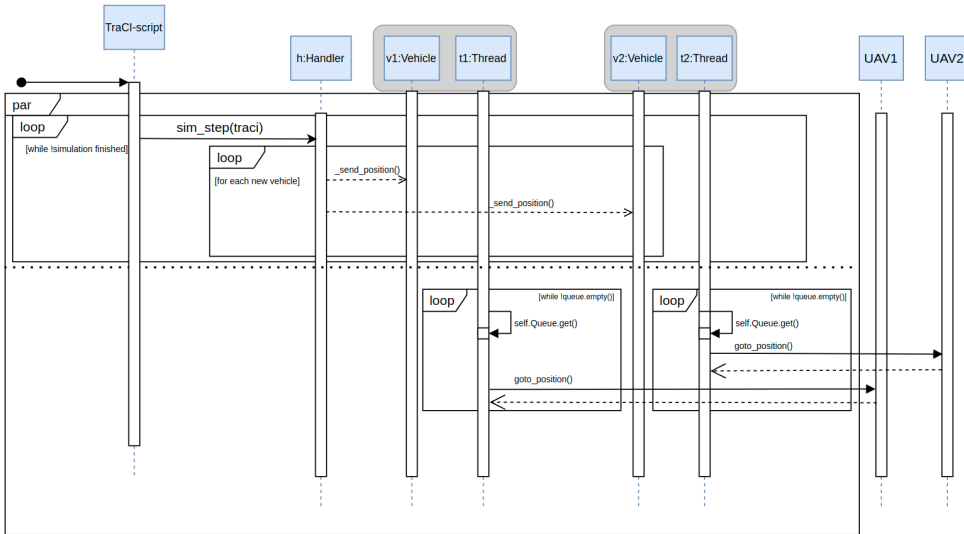 TraCI-script
h:Handler
v1:Vehicle
t1:Thread
v2:Vehicle
t2:Thread
UAV1
UAV2
par
loop
[while !simulation finished]
sim_step(traci)
loop
[for each new vehicle]
_send_position()
_send_position()
loop
[while !queue.empty()]
self.Queue.get()
goto_position()
loop
[while !queue.empty()]
self.Queue.get()
goto_position()